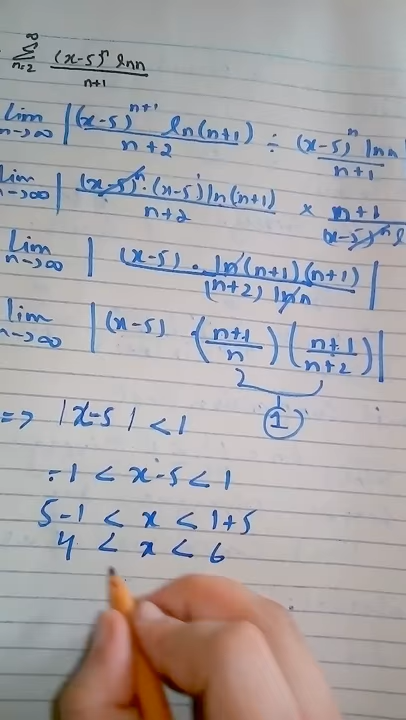 ∞ Σ n=2 (x-5)ⁿ ln n / n+1
lim n→∞ | (x-5)ⁿ⁺¹ ln(n+1) / n+2 ÷ (x-5)ⁿ ln n / n+1
lim n→∞ | (x-5)ⁿ · (x-5)¹ ln(n+1) / n+2 × n+1 / (x-5)ⁿ
lim n→∞ | (x-5) · ln(n+1)(n+1) / (n+2) ln n |
lim n→∞ | (x-5) · (n+1 / n) (n+1 / n+2) |
1
=> |x-5| < 1
-1 < x-5 < 1
5-1 < x < 1+5
4 < x < 6